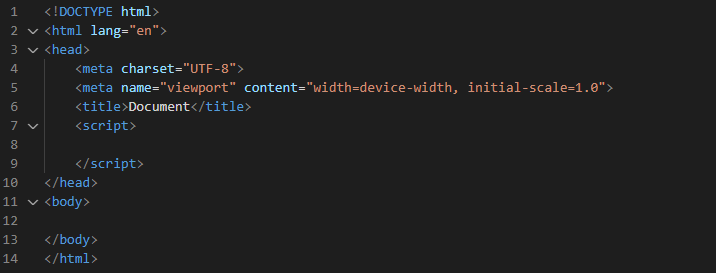 1 <!DOCTYPE html>
2 <html lang="en">
3 <head>
4     <meta charset="UTF-8">
5     <meta name="viewport" content="width=device-width, initial-scale=1.0">
6     <title>Document</title>
7     <script>
8
9     </script>
10 </head>
11 <body>
12
13 </body>
14 </html>